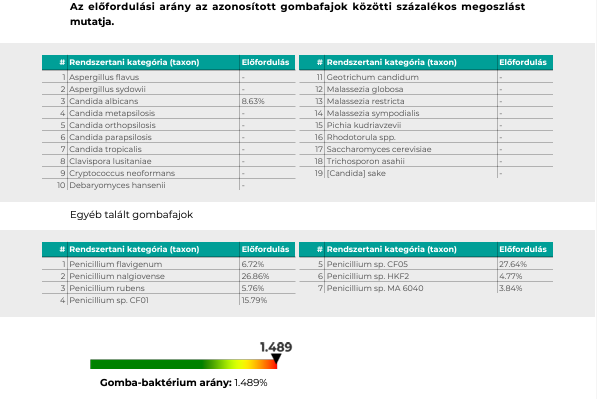 Az előfordulási arány az azonosított gombafajok közötti százalékos megoszlást
mutatja.
# Rendszertani kategória (taxon) Előfordulás
1 Aspergillus flavus -
2 Aspergillus sydowii -
3 Candida albicans 8.63%
4 Candida metapsilosis -
5 Candida orthopsilosis -
6 Candida parapsilosis -
7 Candida tropicalis -
8 Clavispora lusitaniae -
9 Cryptococcus neoformans -
10 Debaryomyces hansenii -
# Rendszertani kategória (taxon) Előfordulás
11 Geotrichum candidum -
12 Malassezia globosa -
13 Malassezia restricta -
14 Malassezia sympodialis -
15 Pichia kudriavzevii -
16 Rhodotorula spp. -
17 Saccharomyces cerevisiae -
18 Trichosporon asahii -
19 [Candida] sake -
Egyéb talált gombafajok
# Rendszertani kategória (taxon) Előfordulás
1 Penicillium flavigenum 6.72%
2 Penicillium nalgiovense 26.86%
3 Penicillium rubens 5.76%
4 Penicillium sp. CF01 15.79%
# Rendszertani kategória (taxon) Előfordulás
5 Penicillium sp. CF05 27.64%
6 Penicillium sp. HKF2 4.77%
7 Penicillium sp. MA 6040 3.84%
1.489
Gomba-baktérium arány: 1.489%